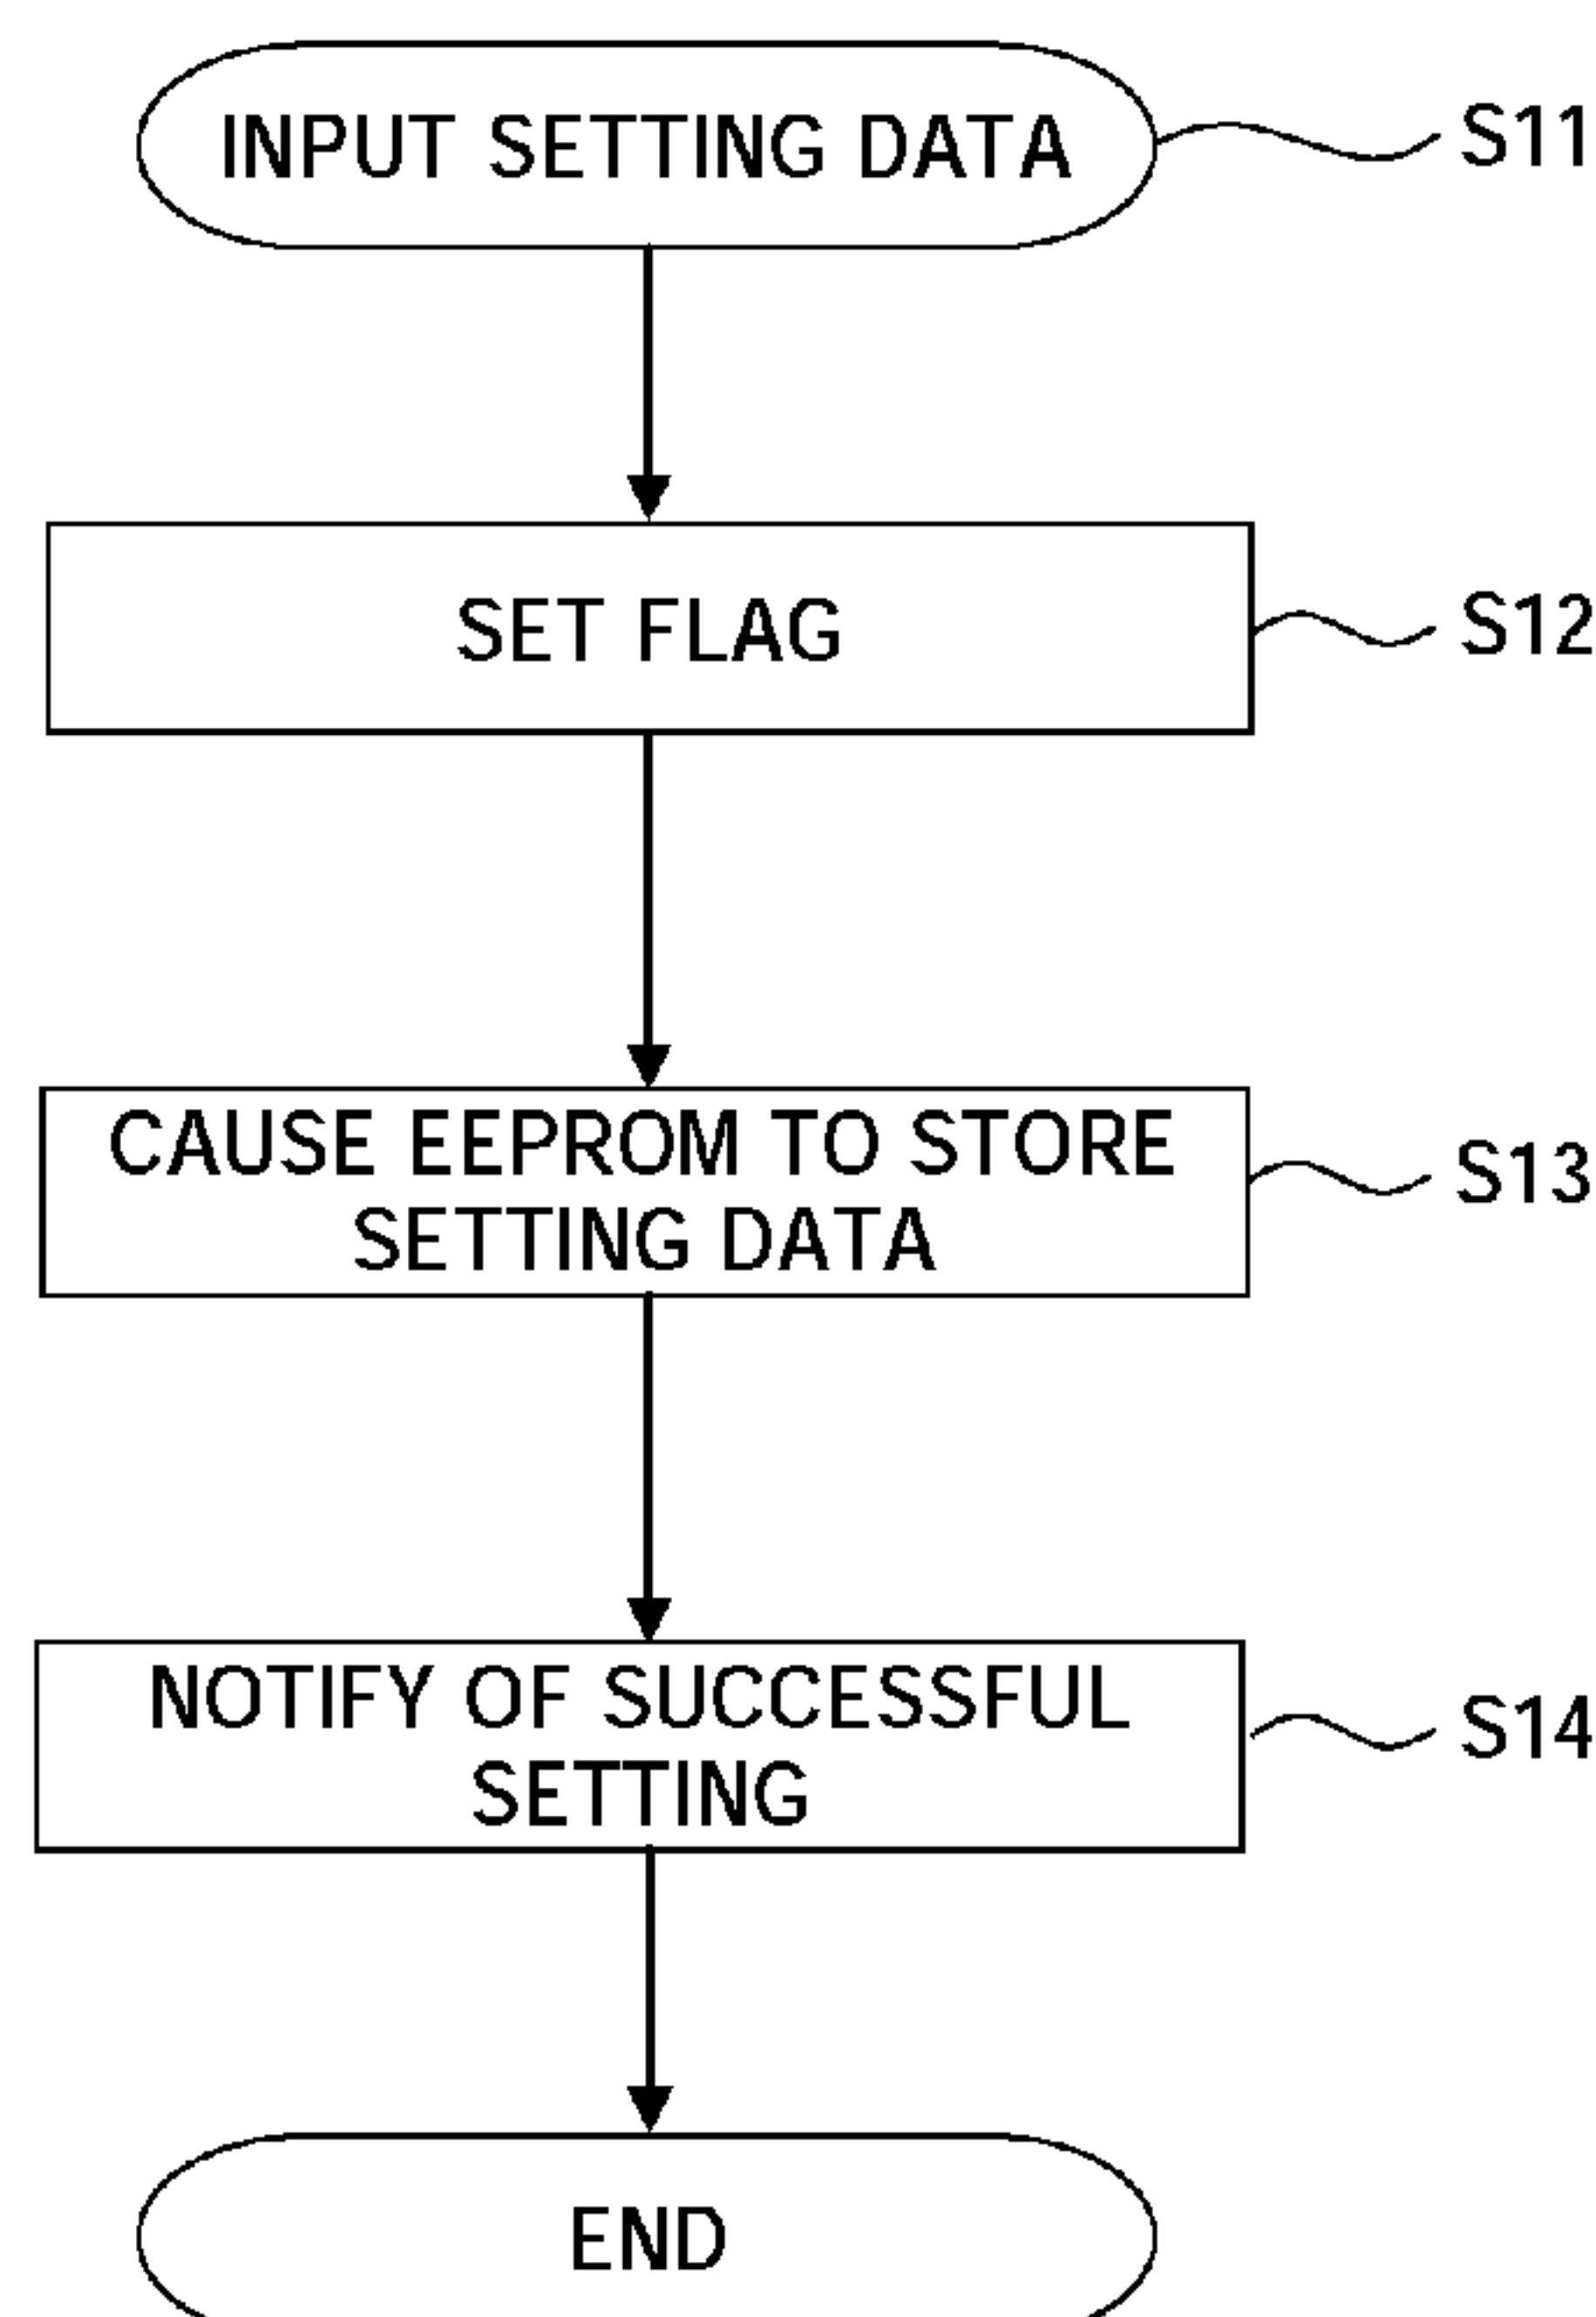 INPUT SETTING DATA
S11
SET FLAG
S12
CAUSE EEPROM TO STORE
SETTING DATA
S13
NOTIFY OF SUCCESSFUL
SETTING
S14
END